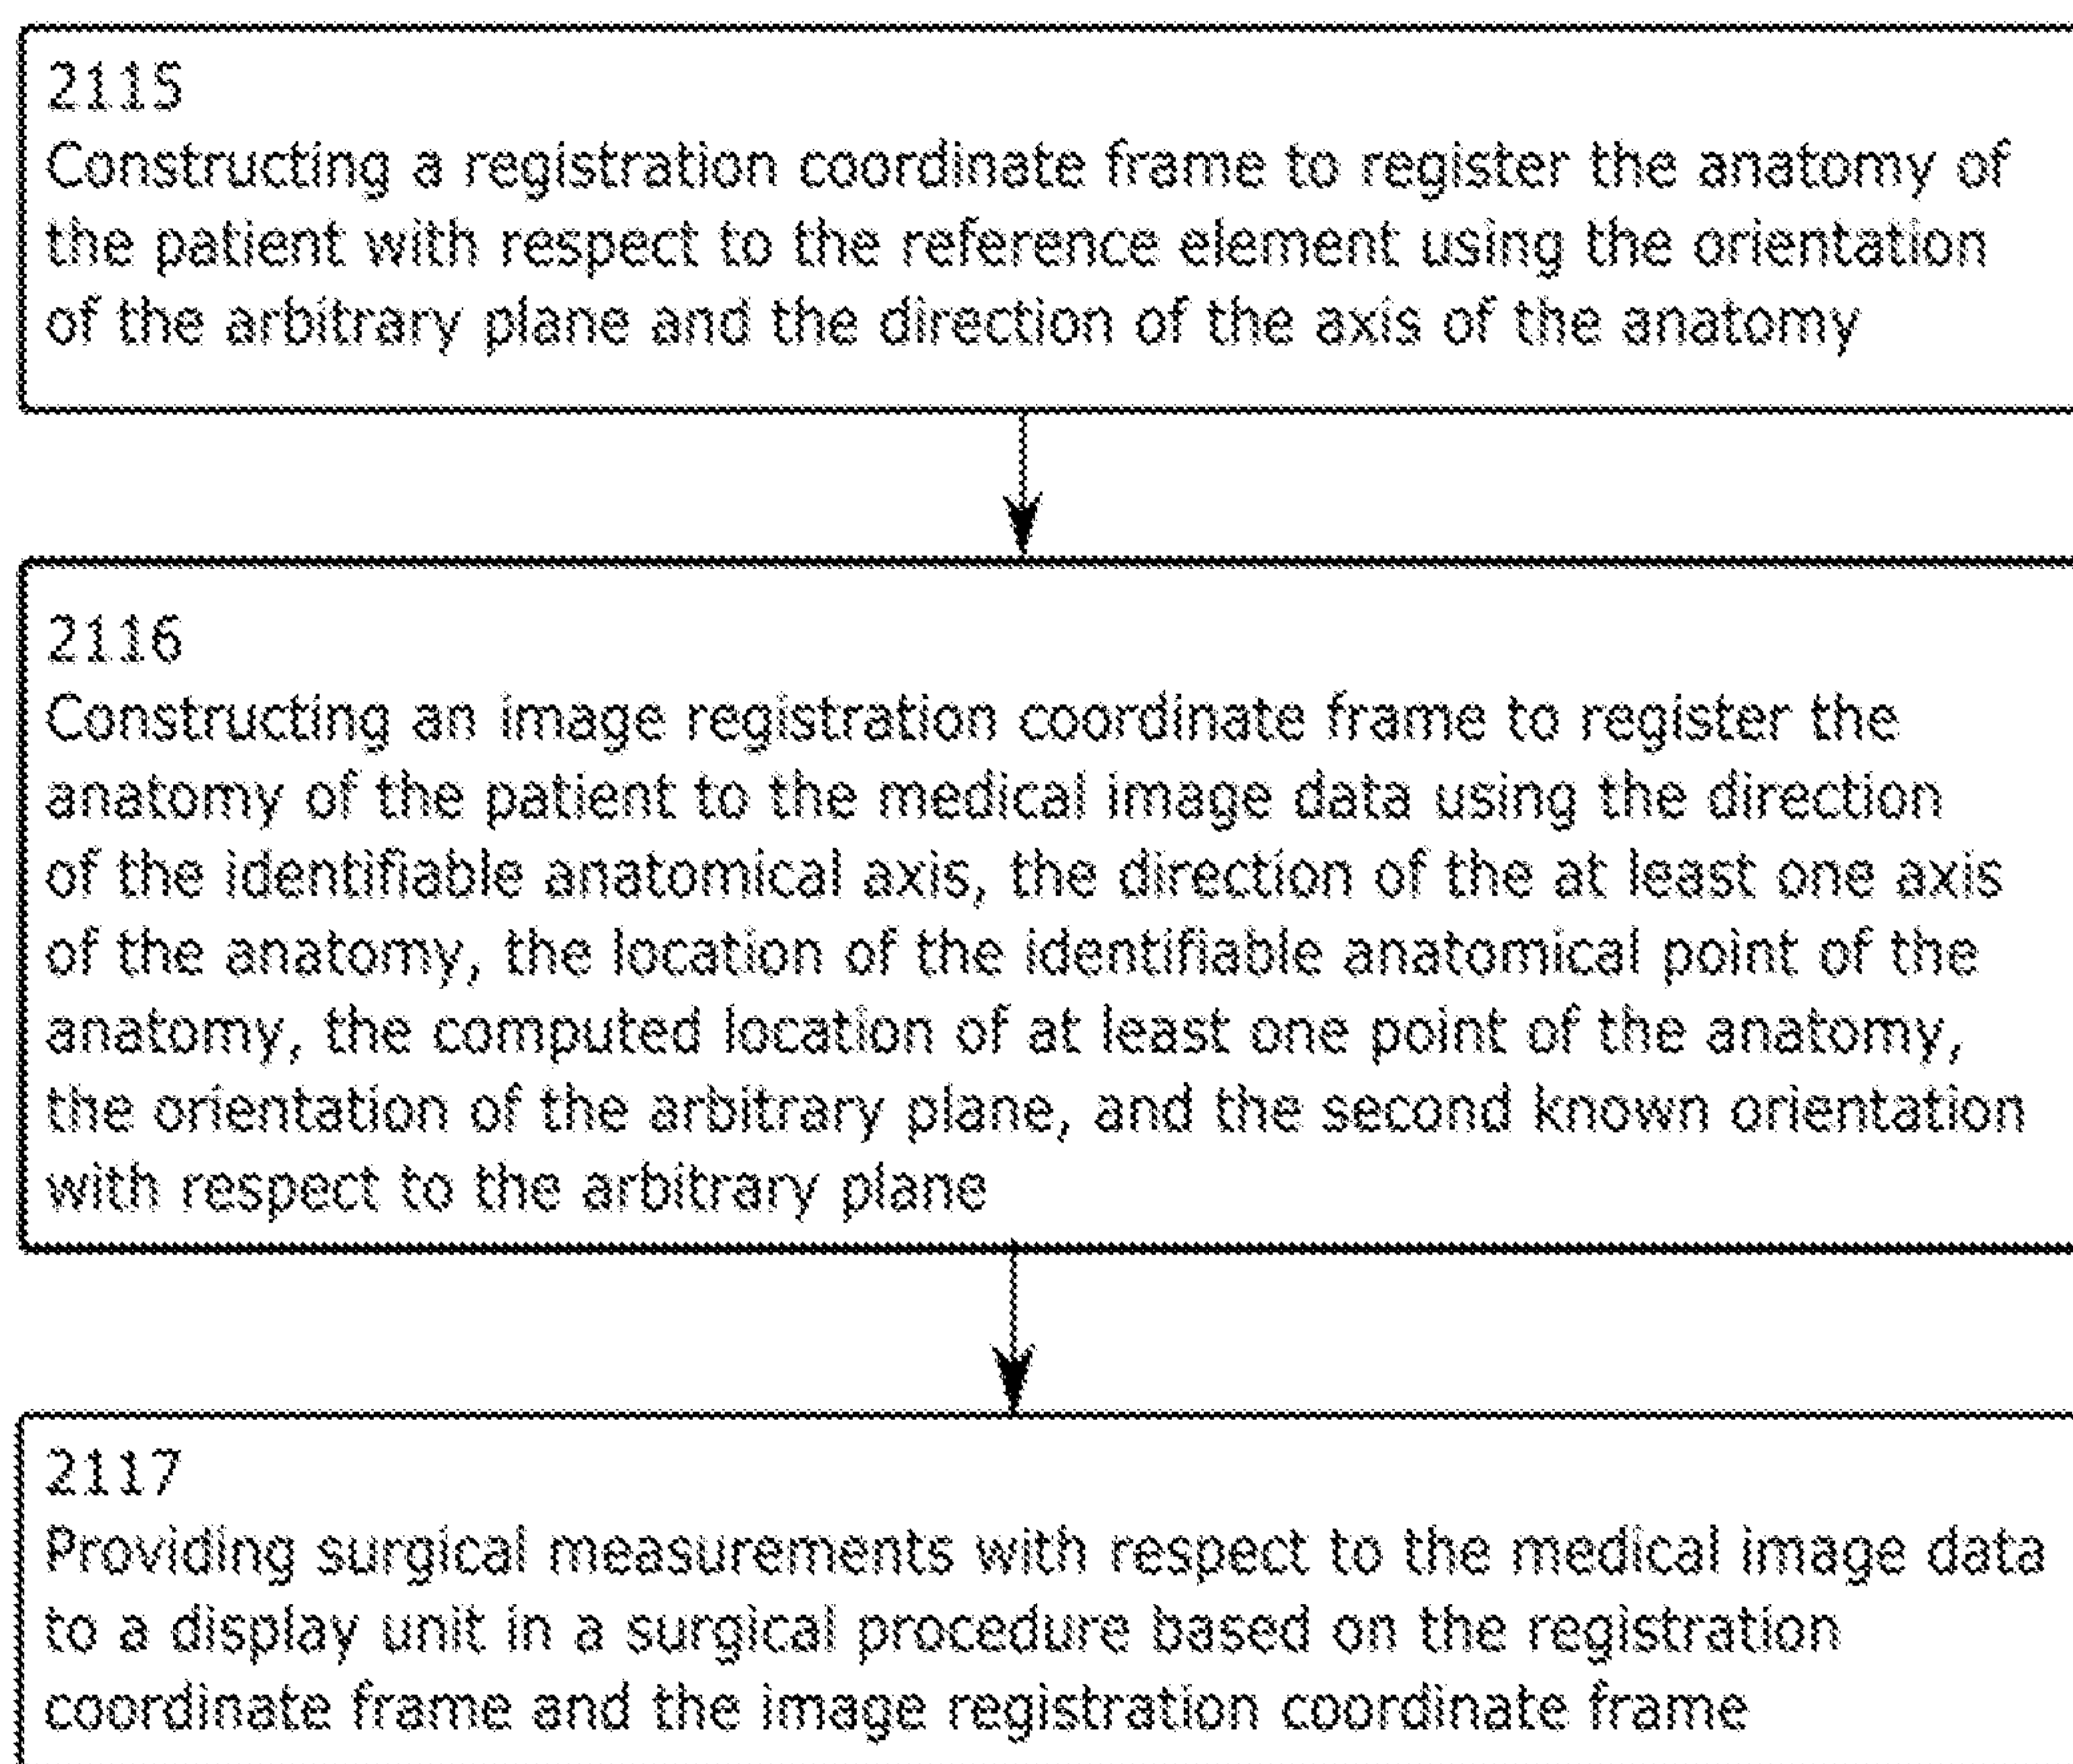 2115
Constructing a registration coordinate frame to register the anatomy of
the patient with respect to the reference element using the orientation
of the arbitrary plane and the direction of the axis of the anatomy
2116
Constructing an image registration coordinate frame to register the
anatomy of the patient to the medical image data using the direction
of the identifiable anatomical axis, the direction of the at least one axis
of the anatomy, the location of the identifiable anatomical point of the
anatomy, the computed location of at least one point of the anatomy,
the orientation of the arbitrary plane, and the second known orientation
with respect to the arbitrary plane
2117
Providing surgical measurements with respect to the medical image data
to a display unit in a surgical procedure based on the registration
coordinate frame and the image registration coordinate frame